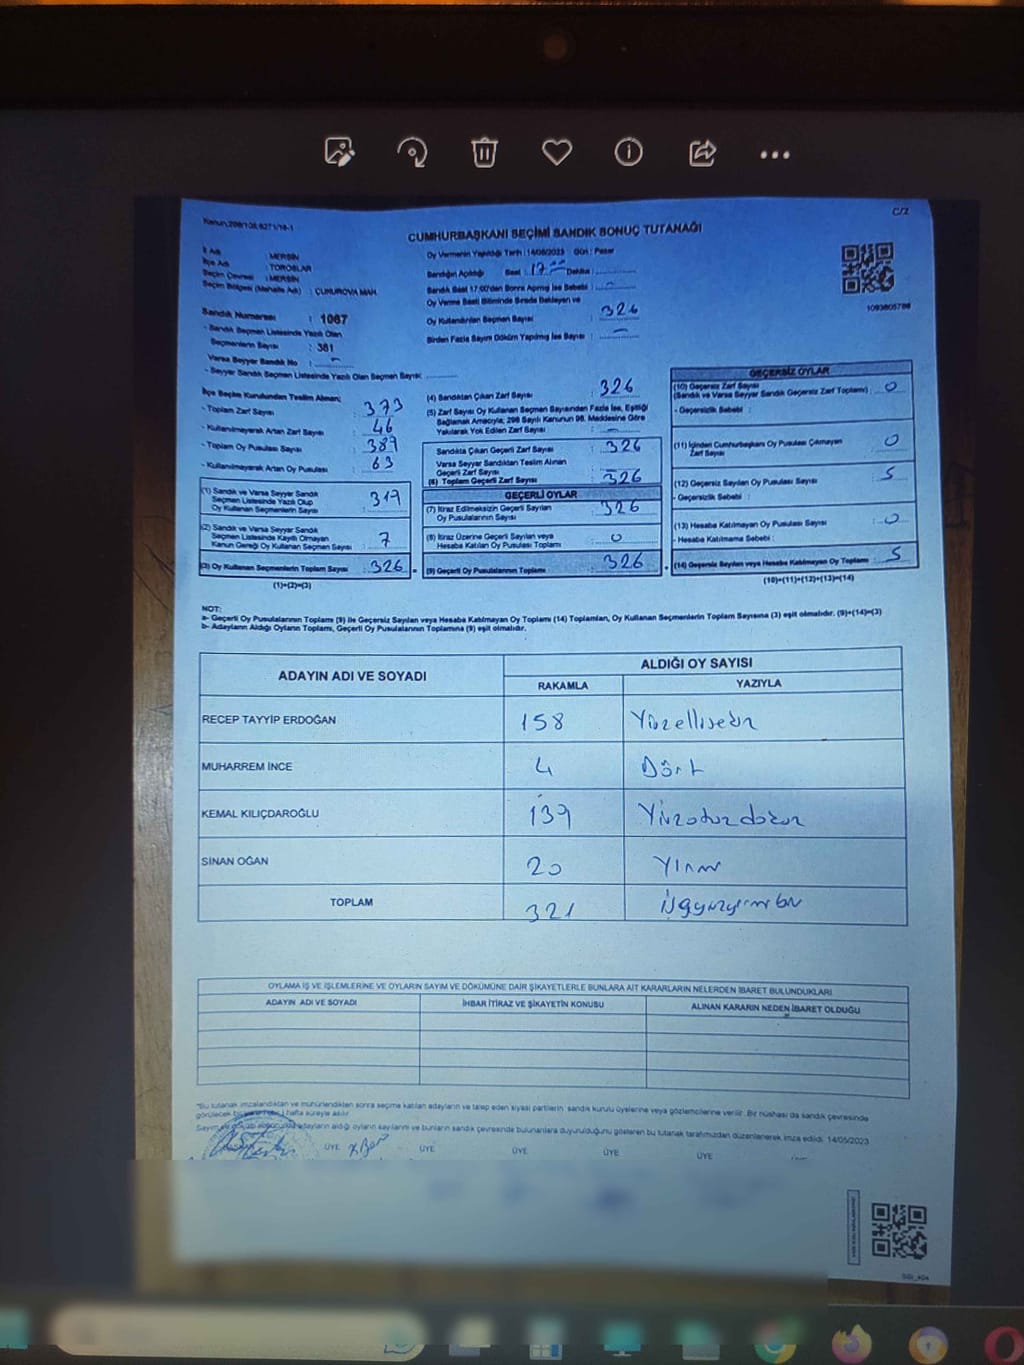 Kanun:298/105,6271/19-1
C/2
CUMHURBAŞKANI SEÇİMİ SANDIK SONUÇ TUTANAĞI
İl Adı : MERSİN
İlçe Adı : TOROSLAR
Seçim Çevresi : MERSİN
Seçim Bölgesi (Mahalle Adı) : ÇUKUROVA MAH.
Sandık Numarası : 1067
- Sandık Seçmen Listesinde Yazılı Olan
Seçmenlerin Sayısı : 381
Varsa Seyyar Sandık No :
- Seyyar Sandık Seçmen Listesinde Yazılı Olan Seçmen Sayısı:
Oy Vermenin Yapıldığı Tarih : 14/05/2023 Gün : Pazar
Sandığın Açıldığı Saat : 17 00 Dakika :
Sandık Saat 17.00'den Sonra Açılmış İse Sebebi :
Oy Verme Saati Bitiminde Sırada Bekleyen ve
Oy Kullandırılan Seçmen Sayısı : 326
Birden Fazla Sayım Döküm Yapılmış İse Sayısı :
1093805788
İlçe Seçim Kurulundan Teslim Alınan;
- Toplam Zarf Sayısı : 373
- Kullanılmayarak Artan Zarf Sayısı : 46
- Toplam Oy Pusulası Sayısı : 389
- Kullanılmayarak Artan Oy Pusulası : 63
(1) Sandık ve Varsa Seyyar Sandık
Seçmen Listesinde Yazılı Olup
Oy Kullanan Seçmenlerin Sayısı : 319
(2) Sandık ve Varsa Seyyar Sandık
Seçmen Listesinde Kayıtlı Olmayan
Kanun Gereği Oy Kullanan Seçmen Sayısı : 7
(3) Oy Kullanan Seçmenlerin Toplam Sayısı : 326
(1)+(2)=(3)
(4) Sandıktan Çıkan Zarf Sayısı : 326
(5) Zarf Sayısı Oy Kullanan Seçmen Sayısından Fazla İse, Eşitliği
Sağlamak Amacıyla; 298 Sayılı Kanunun 98. Maddesine Göre
Yakılarak Yok Edilen Zarf Sayısı :
Sandıkta Çıkan Geçerli Zarf Sayısı : 326
Varsa Seyyar Sandıktan Teslim Alınan
Geçerli Zarf Sayısı :
(6) Toplam Geçerli Zarf Sayısı : 326
GEÇERLİ OYLAR
(7) İtiraz Edilmeksizin Geçerli Sayılan
Oy Pusulalarının Sayısı : 326
(8) İtiraz Üzerine Geçerli Sayılan veya
Hesaba Katılan Oy Pusulası Toplamı : 0
(9) Geçerli Oy Pusulalarının Toplamı : 326
GEÇERSİZ OYLAR
(10) Geçersiz Zarf Sayısı
(Sandık ve Varsa Seyyar Sandık Geçersiz Zarf Toplamı) : 0
- Geçersizlik Sebebi :
(11) İçinden Cumhurbaşkanı Oy Pusulası Çıkmayan
Zarf Sayısı : 0
(12) Geçersiz Sayılan Oy Pusulası Sayısı : 5
- Geçersizlik Sebebi :
(13) Hesaba Katılmayan Oy Pusulası Sayısı : 0
- Hesaba Katılmama Sebebi :
(14) Geçersiz Sayılan veya Hesaba Katılmayan Oy Toplamı : 5
(10)+(11)+(12)+(13)=(14)
NOT:
a- Geçerli Oy Pusulalarının Toplamı (9) ile Geçersiz Sayılan veya Hesaba Katılmayan Oy Toplamı (14) Toplamları, Oy Kullanan Seçmenlerin Toplam Sayısına (3) eşit olmalıdır. (9)+(14)=(3)
b- Adayların Aldığı Oyların Toplamı, Geçerli Oy Pusulalarının Toplamına (9) eşit olmalıdır.
ADAYIN ADI VE SOYADI ALDIĞI OY SAYISI
RAKAMLA YAZIYLA
RECEP TAYYİP ERDOĞAN 158 Yüzellisekiz
MUHARREM İNCE 4 Dört
KEMAL KILIÇDAROĞLU 139 Yüzotuzdokuz
SİNAN OĞAN 20 Yirmi
TOPLAM 321 Üçyüzyirmibir
OYLAMA İŞ VE İŞLEMLERİNE VE OYLARIN SAYIM VE DÖKÜMÜNE DAİR ŞİKAYETLERLE BUNLARA AİT KARARLARIN NELERDEN İBARET BULUNDUKLARI
ADAYIN ADI VE SOYADI İHBAR İTİRAZ VE ŞİKAYETİN KONUSU ALINAN KARARIN NEDEN İBARET OLDUĞU
"Bu tutanak imzalandıktan ve mühürlendikten sonra seçime katılan adayların ve talep eden siyasi partilerin sandık kurulu üyelerine veya gözlemcilerine verilir. Bir nüshası da sandık çevresinde
görülecek bir yere 1 (bir) hafta süreyle asılır
Sayım ve döküm sonucunda adayların aldığı oyların sayılarını ve bunların sandık çevresinde bulunanlara duyurulduğunu gösteren bu tutanak tarafımızdan düzenlenerek imza edildi. 14/05/2023
ÜYE ÜYE ÜYE ÜYE ÜYE